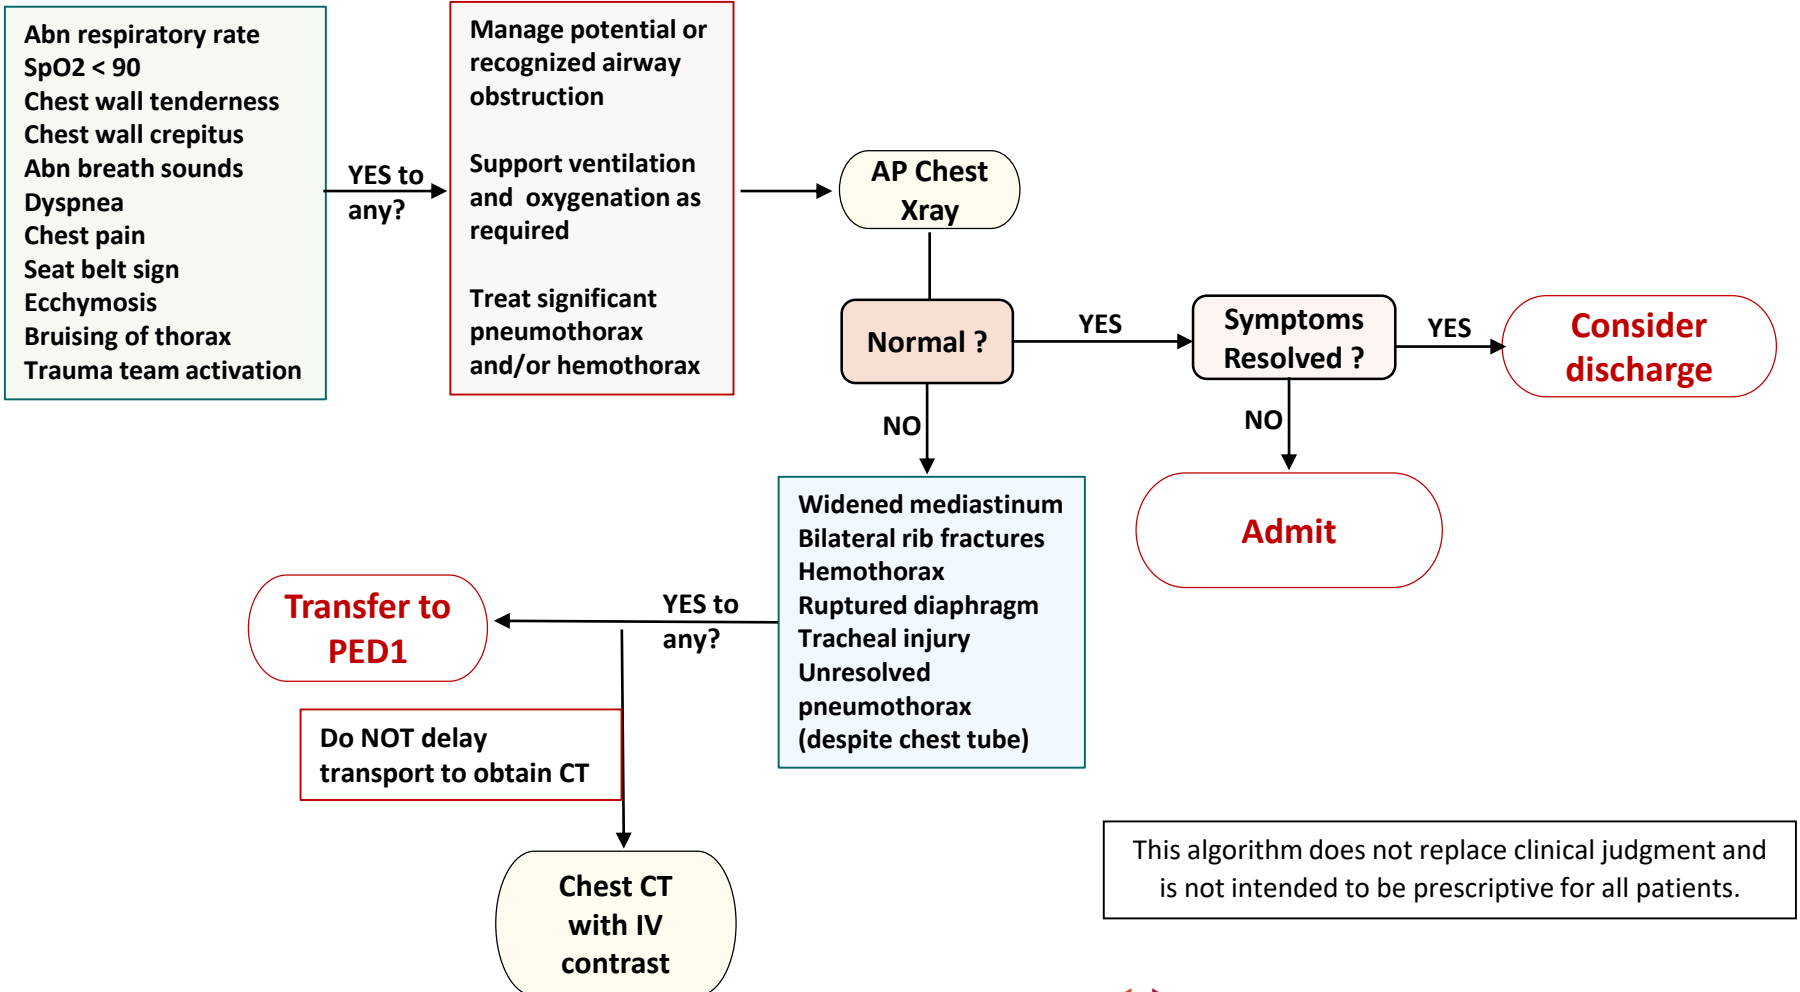 Abn respiratory rate
SpO2 < 90
Chest wall tenderness
Chest wall crepitus
Abn breath sounds
Dyspnea
Chest pain
Seat belt sign
Ecchymosis
Bruising of thorax
Trauma team activation
YES to
any?
Manage potential or
recognized airway
obstruction
Support ventilation
and oxygenation as
required
Treat significant
pneumothorax
and/or hemothorax
AP Chest
Xray
Normal ?
YES
Symptoms
Resolved ?
YES
Consider
discharge
NO
NO
Admit
Widened mediastinum
Bilateral rib fractures
Hemothorax
Ruptured diaphragm
Tracheal injury
Unresolved
pneumothorax
(despite chest tube)
YES to
any?
Transfer to
PED1
Do NOT delay
transport to obtain CT
Chest CT
with IV
contrast
This algorithm does not replace clinical judgment and
is not intended to be prescriptive for all patients.